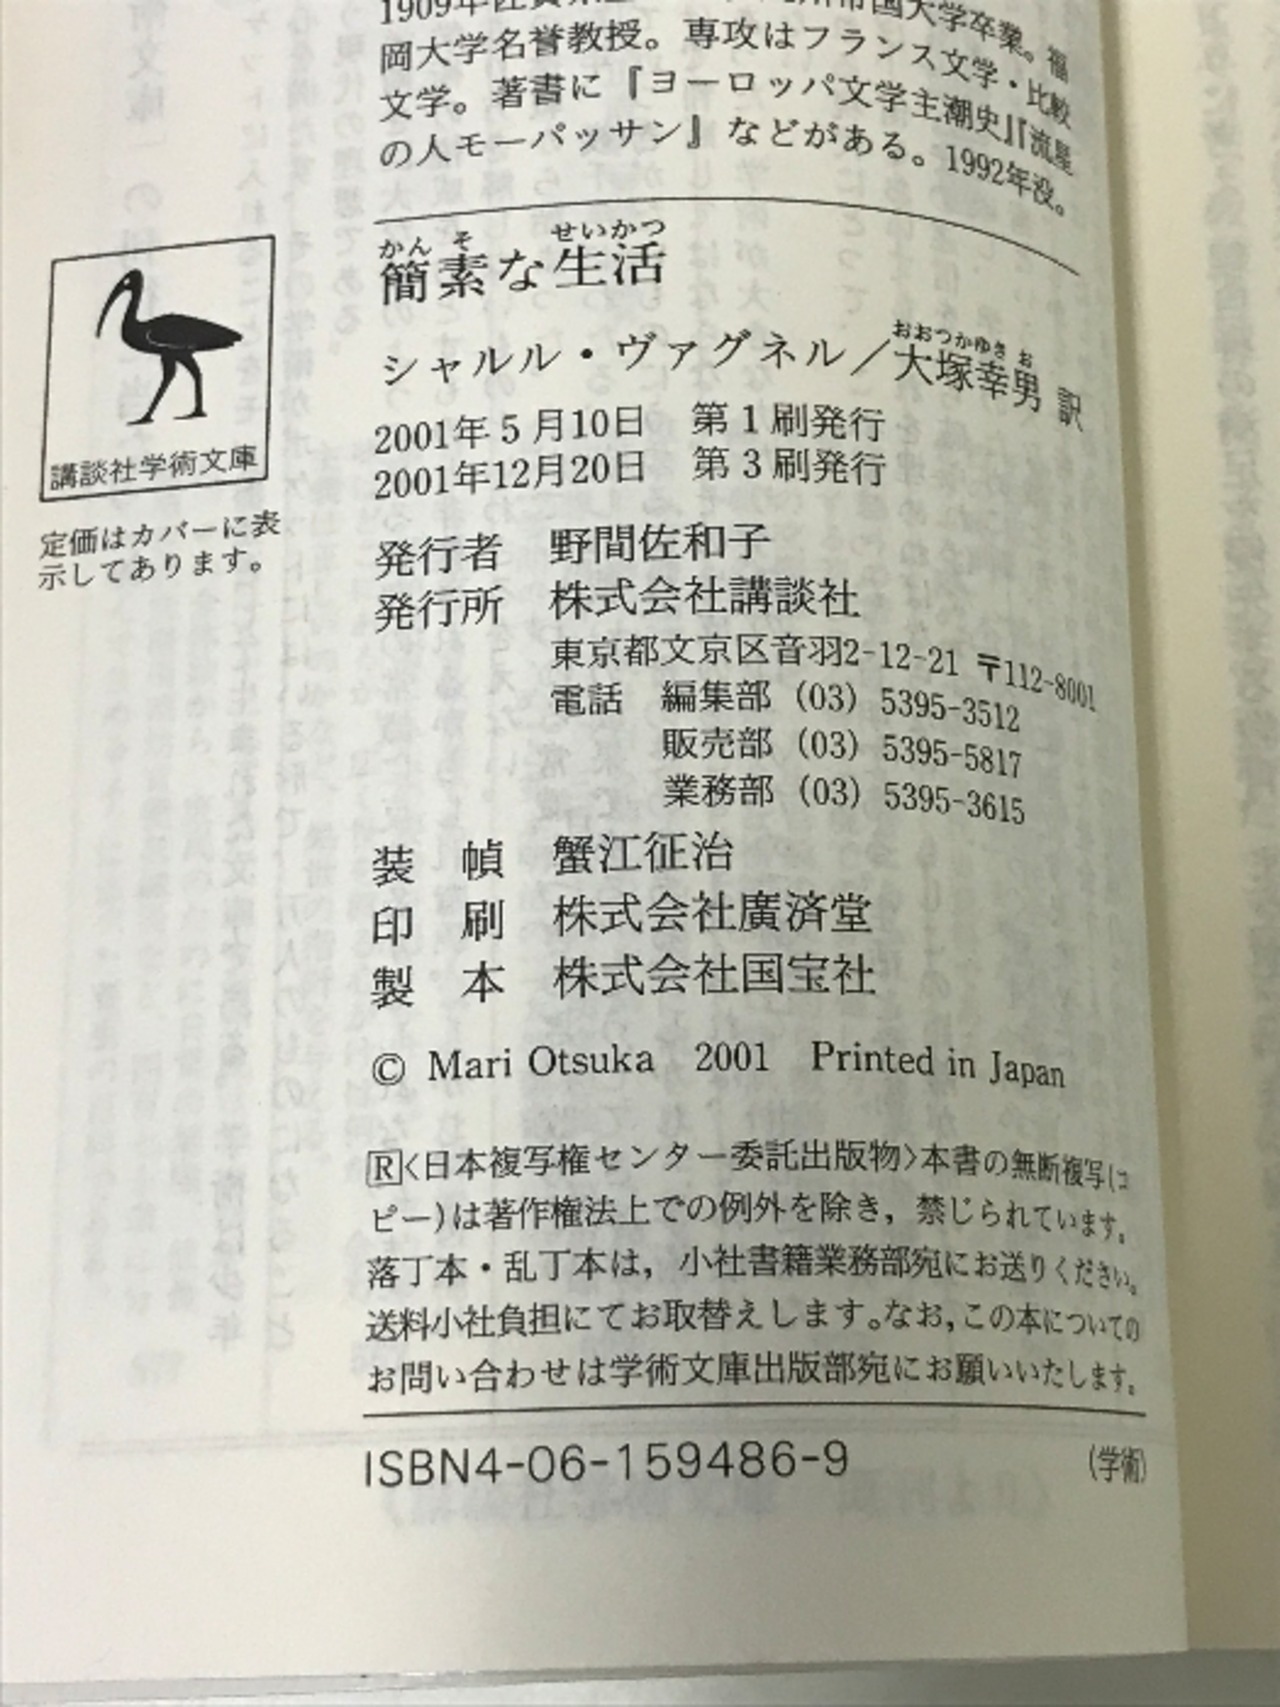 1909年佐賀県生 帝国大学卒業。福
岡大学名誉教授。専攻はフランス文学・比較
文学。著書に『ヨーロッパ文学主潮史』『流星
の人モーパッサン』などがある。1992年没。
かん そ せいかつ
簡素な生活
おおつかゆき お
シャルル・ヴァグネル／大塚幸男 訳
2001年5月10日 第1刷発行
2001年12月20日 第3刷発行
講談社学術文庫
定価はカバーに表
示してあります。
発行者 野間佐和子
発行所 株式会社講談社
東京都文京区音羽2-12-21 〒112-8001
電話 編集部 (03) 5395-3512
販売部 (03) 5395-5817
業務部 (03) 5395-3615
装 幀 蟹江征治
印 刷 株式会社廣済堂
製 本 株式会社国宝社
© Mari Otsuka 2001 Printed in Japan
R〈日本複写権センター委託出版物〉本書の無断複写(コ
ピー)は著作権法上での例外を除き，禁じられています。
落丁本・乱丁本は，小社書籍業務部宛にお送りください。
送料小社負担にてお取替えします。なお，この本についての
お問い合わせは学術文庫出版部宛にお願いいたします。
ISBN4-06-159486-9 (学術)